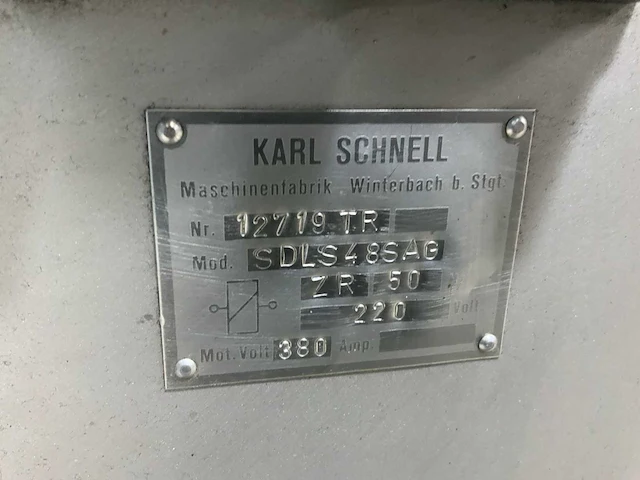 KARL SCHNELL
Maschinenfabrik Winterbach b. Stgt.
Nr. 12719 TR
Mod. SDLS48SAG
ZR 50
220 Volt
Mot. Volt 380 Amp.